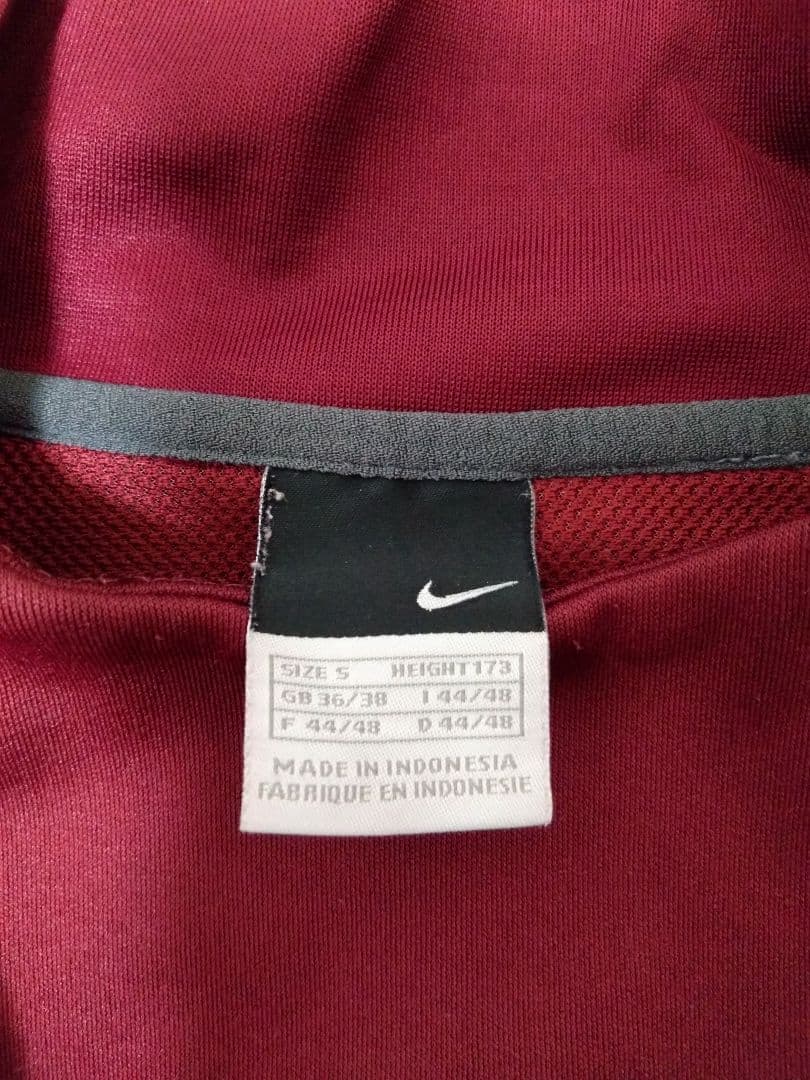 SIZE S HEIGHT 173
GB 36/38 I 44/48
F 44/48 D 44/48
MADE IN INDONESIA
FABRIQUE EN INDONESIE